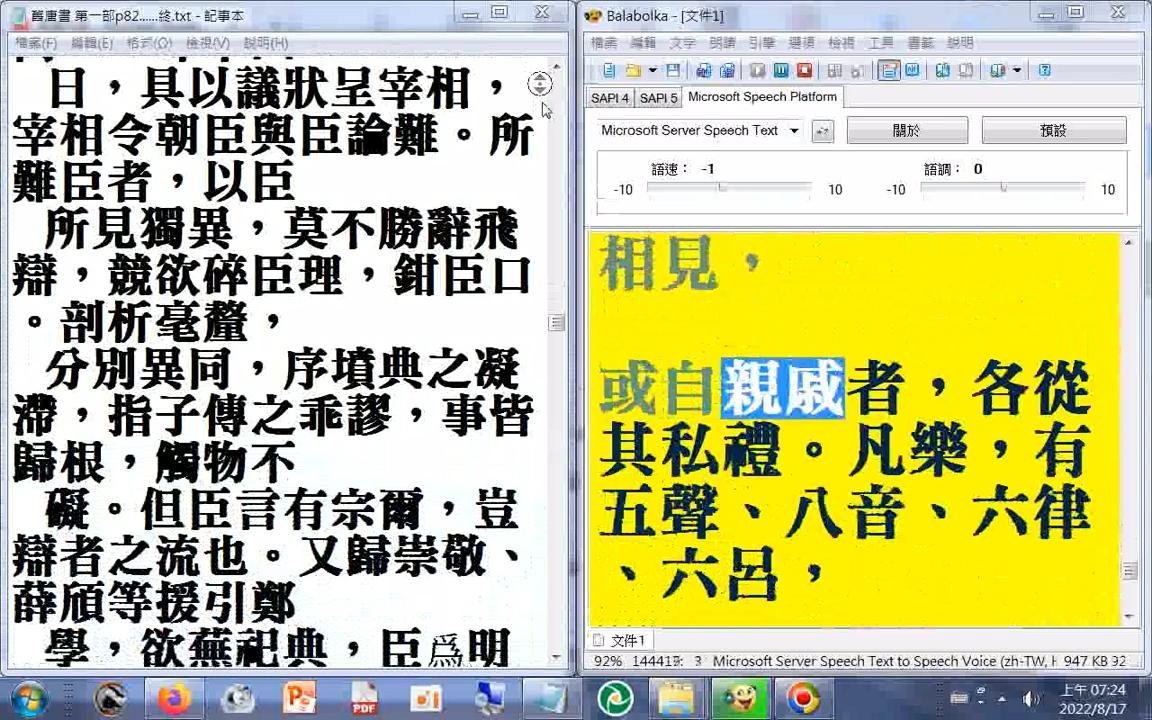 舊唐書 第一部p82......終.txt - 記事本
檔案(F) 編輯(E) 格式(O) 檢視(V) 說明(H)
日，具以議狀呈宰相，
宰相令朝臣與臣論難。所
難臣者，以臣
所見獨異，莫不勝辭飛
辯，競欲碎臣理，鉗臣口
。剖析毫釐，
分別異同，序墳典之凝
滯，指子傳之乖謬，事皆
歸根，觸物不
礙。但臣言有宗爾，豈
辯者之流也。又歸崇敬、
薛頎等援引鄭
學，欲蕪祀典，臣爲明
Balabolka - [文件1]
檔案 編輯 文字 朗讀 引擎 選項 檢視 工具 書籤 說明
SAPI 4 SAPI 5 Microsoft Speech Platform
Microsoft Server Speech Text 關於 預設
語速： -1 語調： 0
-10 10 -10 10
相見，
或自親戚者，各從
其私禮。凡樂，有
五聲、八音、六律
、六呂，
文件1
92% Microsoft Server Speech Text to Speech Voice (zh-TW, H 947 KB
上午 07:24
2022/8/17